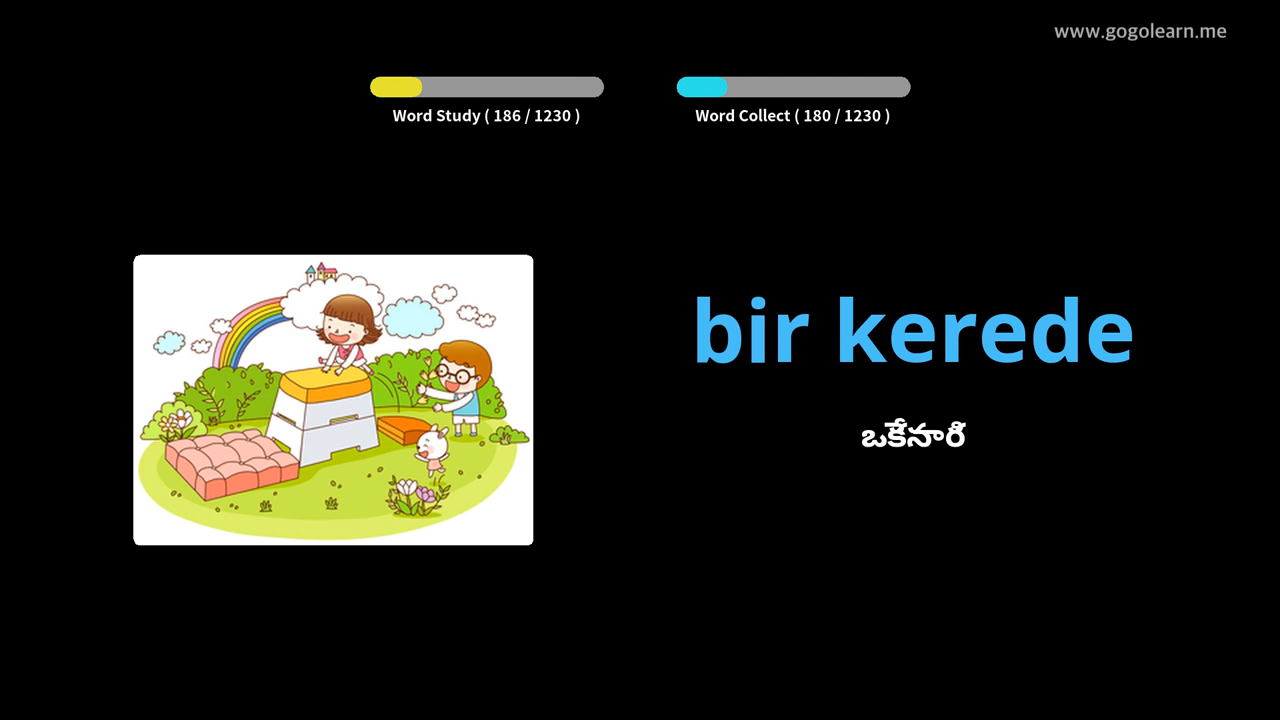 www.gogolearn.me
Word Study ( 186 / 1230 )
Word Collect ( 180 / 1230 )
bir kerede
ఒకేసారి